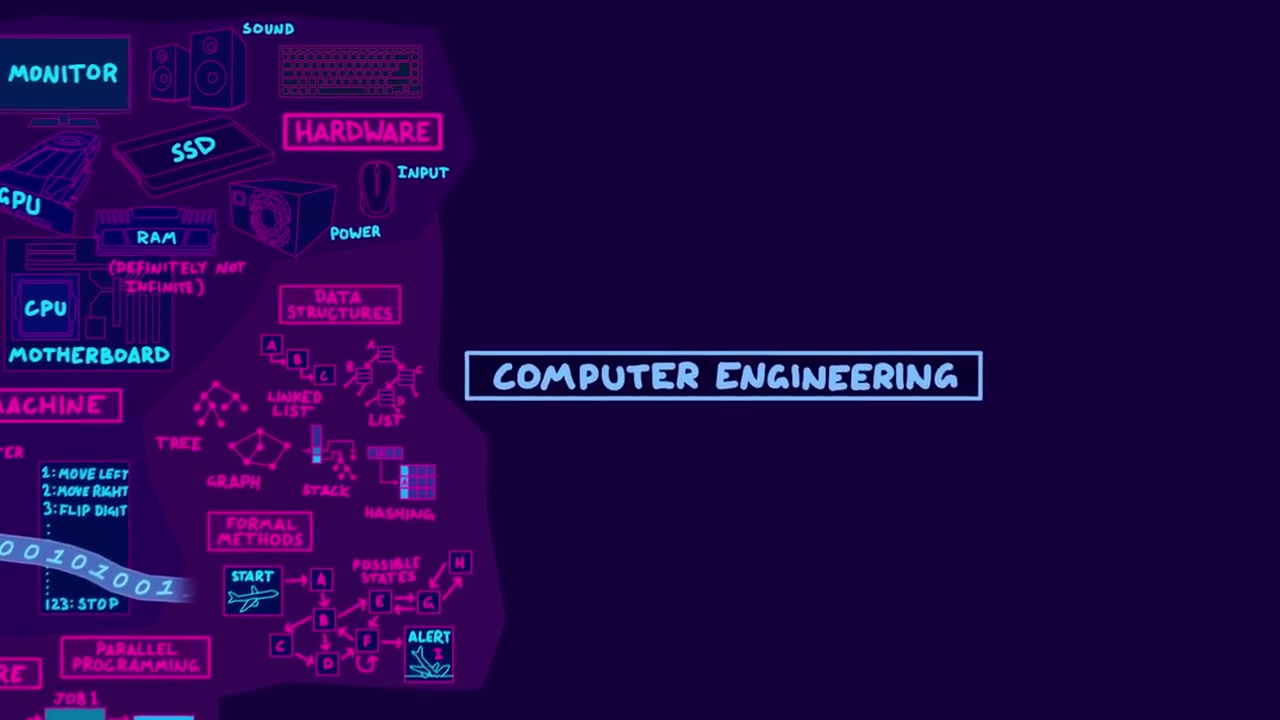 SOUND
MONITOR
HARDWARE
SSD
INPUT
GPU
POWER
RAM
(DEFINITELY NOT
INFINITE)
CPU
MOTHERBOARD
DATA
STRUCTURES
A
B
C
LINKED
LIST
A
B
C
D
LIST
COMPUTER ENGINEERING
MACHINE
TREE
GRAPH
STACK
A
HASHING
1: MOVE LEFT
2: MOVE RIGHT
3: FLIP DIGIT
00101001
123: STOP
FORMAL
METHODS
START
POSSIBLE
STATES
A
B
C
D
E
F
G
H
ALERT
PARALLEL
PROGRAMMING
JOB 1